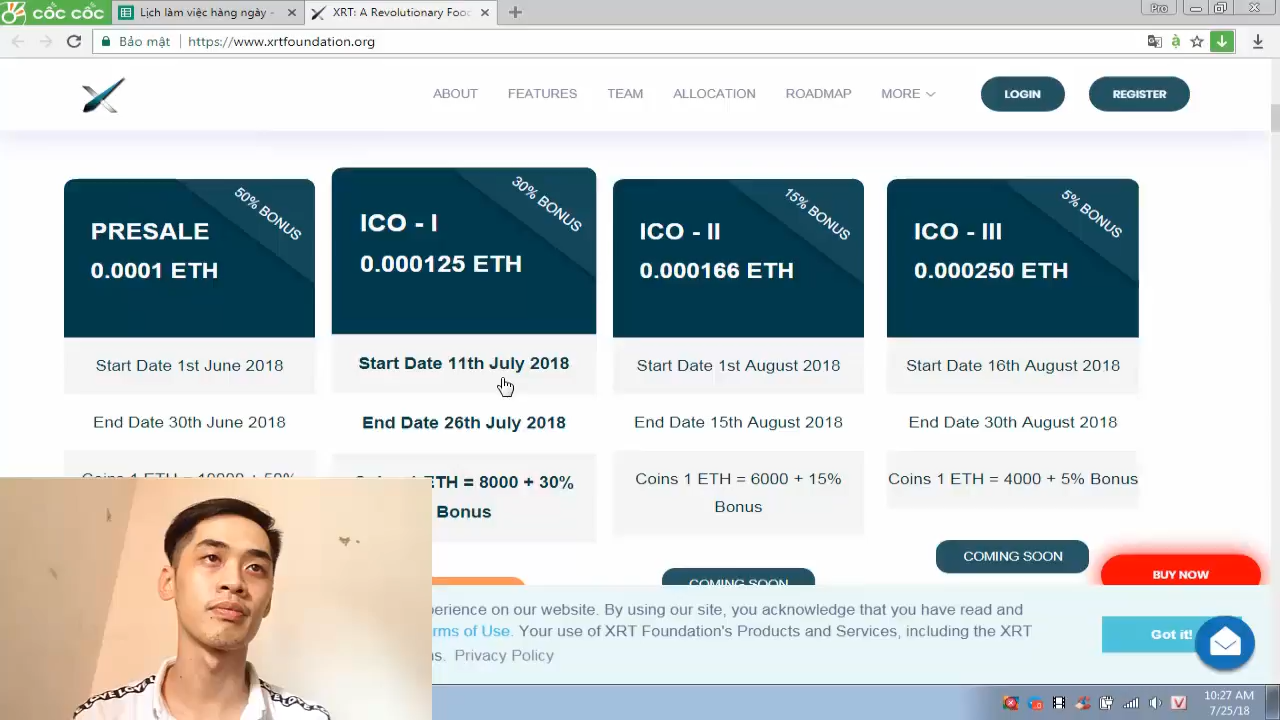 cốc cốc
Lịch làm việc hàng ngày -
XRT: A Revolutionary Foo
Pro
Bảo mật
https://www.xrtfoundation.org
ABOUT
FEATURES
TEAM
ALLOCATION
ROADMAP
MORE
LOGIN
REGISTER
50% BONUS
PRESALE
0.0001 ETH
Start Date 1st June 2018
End Date 30th June 2018
30% BONUS
ICO - I
0.000125 ETH
Start Date 11th July 2018
End Date 26th July 2018
ETH = 8000 + 30%
Bonus
15% BONUS
ICO - II
0.000166 ETH
Start Date 1st August 2018
End Date 15th August 2018
Coins 1 ETH = 6000 + 15%
Bonus
COMING SOON
5% BONUS
ICO - III
0.000250 ETH
Start Date 16th August 2018
End Date 30th August 2018
Coins 1 ETH = 4000 + 5% Bonus
COMING SOON
BUY NOW
perience on our website. By using our site, you acknowledge that you have read and
rms of Use. Your use of XRT Foundation's Products and Services, including the XRT
s. Privacy Policy
Got it!
V
10:27 AM
7/25/18